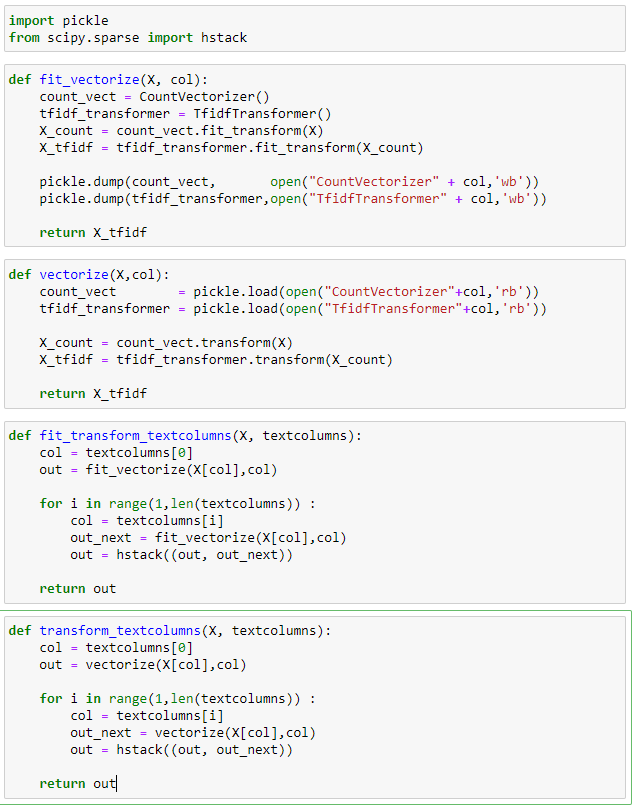 import pickle
from scipy.sparse import hstack
def fit_vectorize(X, col):
    count_vect = CountVectorizer()
    tfidf_transformer = TfidfTransformer()
    X_count = count_vect.fit_transform(X)
    X_tfidf = tfidf_transformer.fit_transform(X_count)

    pickle.dump(count_vect,       open("CountVectorizer" + col,'wb'))
    pickle.dump(tfidf_transformer,open("TfidfTransformer" + col,'wb'))

    return X_tfidf
def vectorize(X,col):
    count_vect        = pickle.load(open("CountVectorizer"+col,'rb'))
    tfidf_transformer = pickle.load(open("TfidfTransformer"+col,'rb'))

    X_count = count_vect.transform(X)
    X_tfidf = tfidf_transformer.transform(X_count)

    return X_tfidf
def fit_transform_textcolumns(X, textcolumns):
    col = textcolumns[0]
    out = fit_vectorize(X[col],col)

    for i in range(1,len(textcolumns)) :
        col = textcolumns[i]
        out_next = fit_vectorize(X[col],col)
        out = hstack((out, out_next))

    return out
def transform_textcolumns(X, textcolumns):
    col = textcolumns[0]
    out = vectorize(X[col],col)

    for i in range(1,len(textcolumns)) :
        col = textcolumns[i]
        out_next = vectorize(X[col],col)
        out = hstack((out, out_next))

    return out